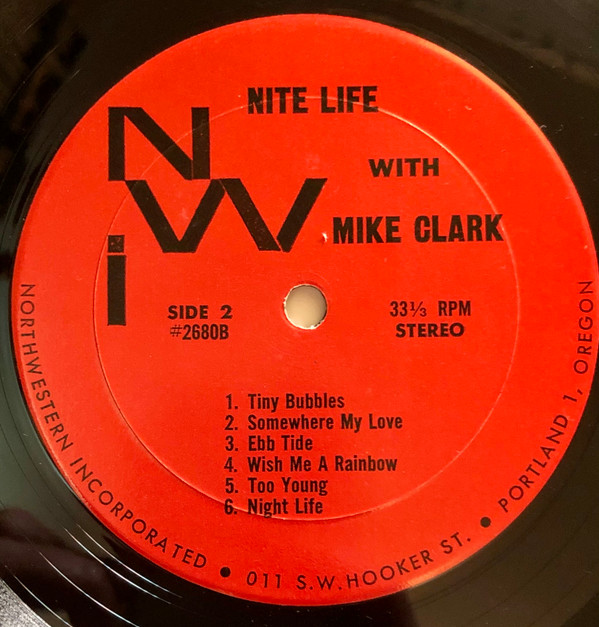 NITE LIFE
NWi
WITH
MIKE CLARK
SIDE 2
#2680B
33⅓ RPM
STEREO
1. Tiny Bubbles
2. Somewhere My Love
3. Ebb Tide
4. Wish Me A Rainbow
5. Too Young
6. Night Life
NORTHWESTERN INCORPORATED • 011 S.W. HOOKER ST. • PORTLAND 1, OREGON